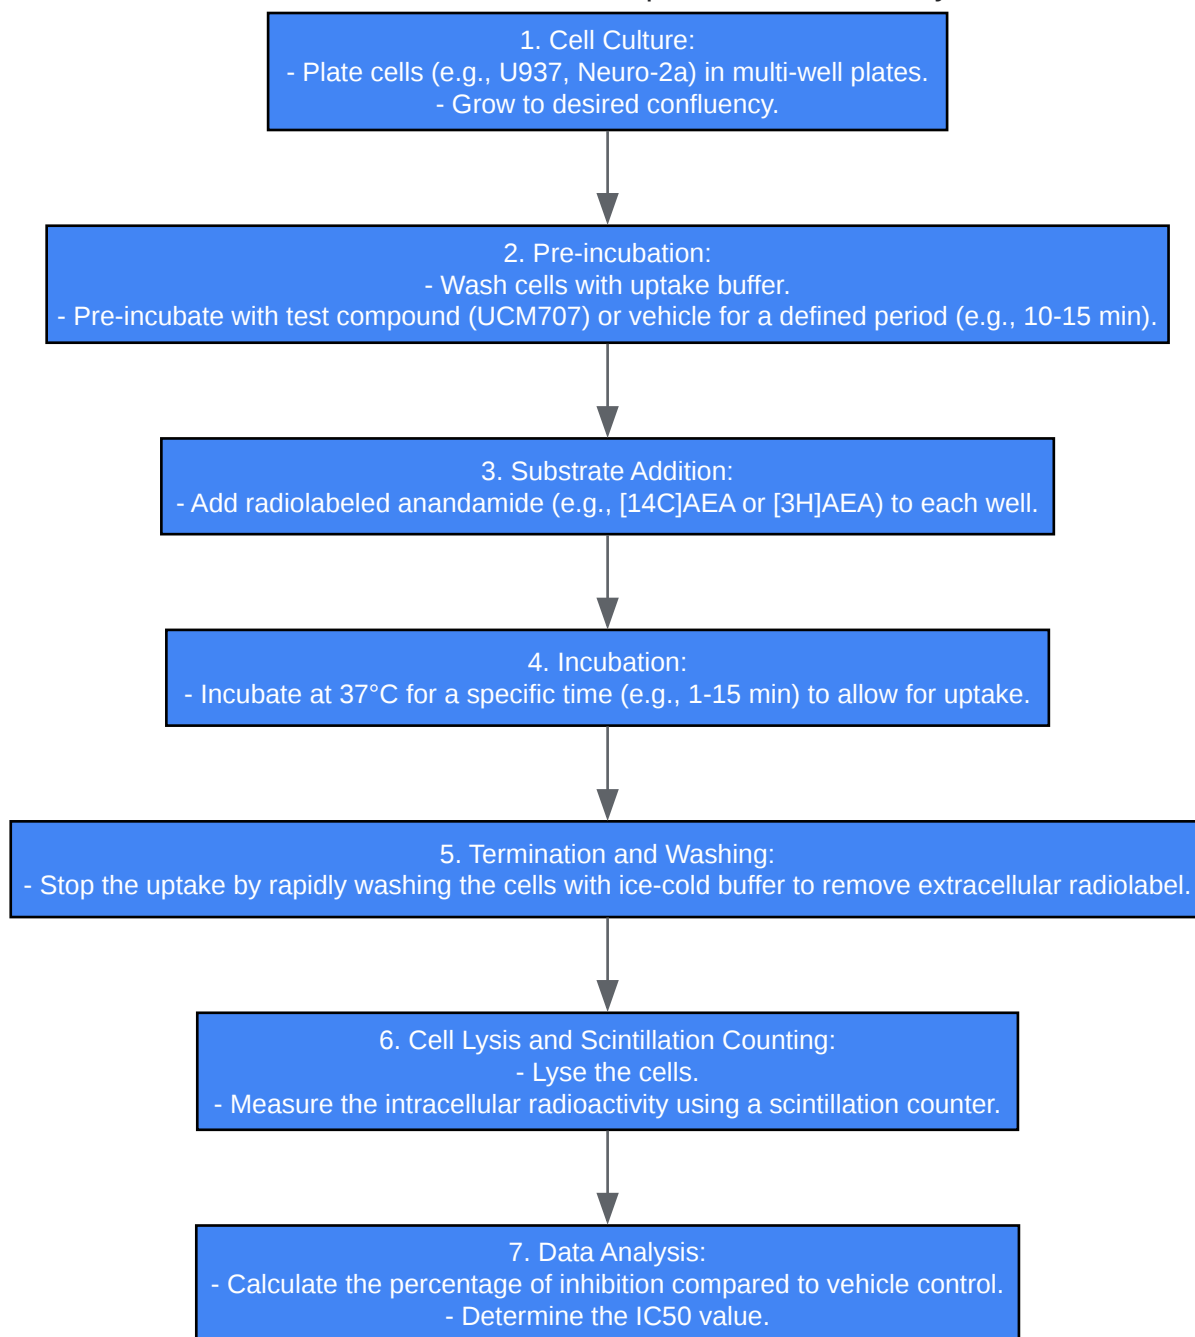 1. Cell Culture:
- Plate cells (e.g., U937, Neuro-2a) in multi-well plates.
- Grow to desired confluency.
2. Pre-incubation:
- Wash cells with uptake buffer.
- Pre-incubate with test compound (UCM707) or vehicle for a defined period (e.g., 10-15 min).
3. Substrate Addition:
- Add radiolabeled anandamide (e.g., [14C]AEA or [3H]AEA) to each well.
4. Incubation:
- Incubate at 37°C for a specific time (e.g., 1-15 min) to allow for uptake.
5. Termination and Washing:
- Stop the uptake by rapidly washing the cells with ice-cold buffer to remove extracellular radiolabel.
6. Cell Lysis and Scintillation Counting:
- Lyse the cells.
- Measure the intracellular radioactivity using a scintillation counter.
7. Data Analysis:
- Calculate the percentage of inhibition compared to vehicle control.
- Determine the IC50 value.